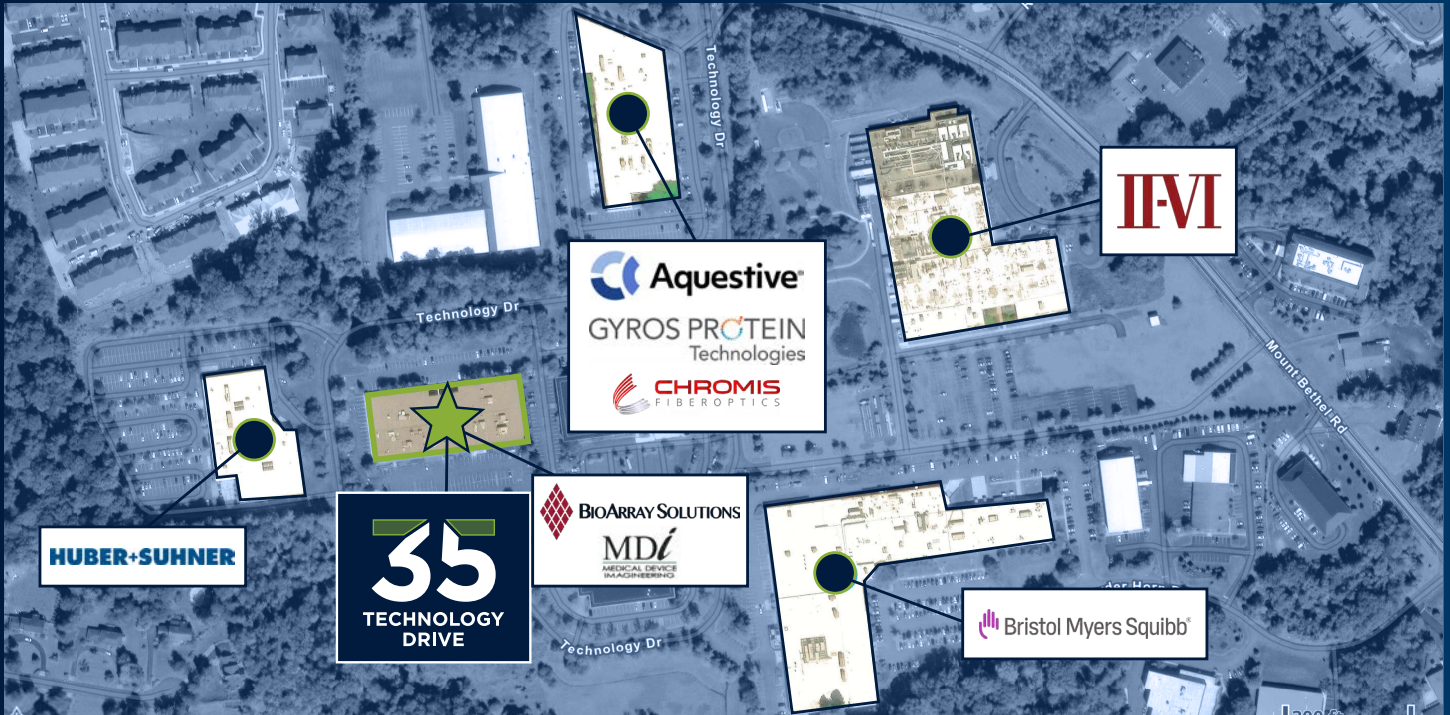 Technology Dr
II-VI
Aquestive
GYROS PROTEIN
Technologies
CHROMIS
FIBEROPTICS
Technology Dr
Mount Bethel Rd
BIOARRAY SOLUTIONS
MDi
MEDICAL DEVICE
IMAGINEERING
HUBER+SUHNER
35
TECHNOLOGY
DRIVE
Bristol Myers Squibb
Technology Dr